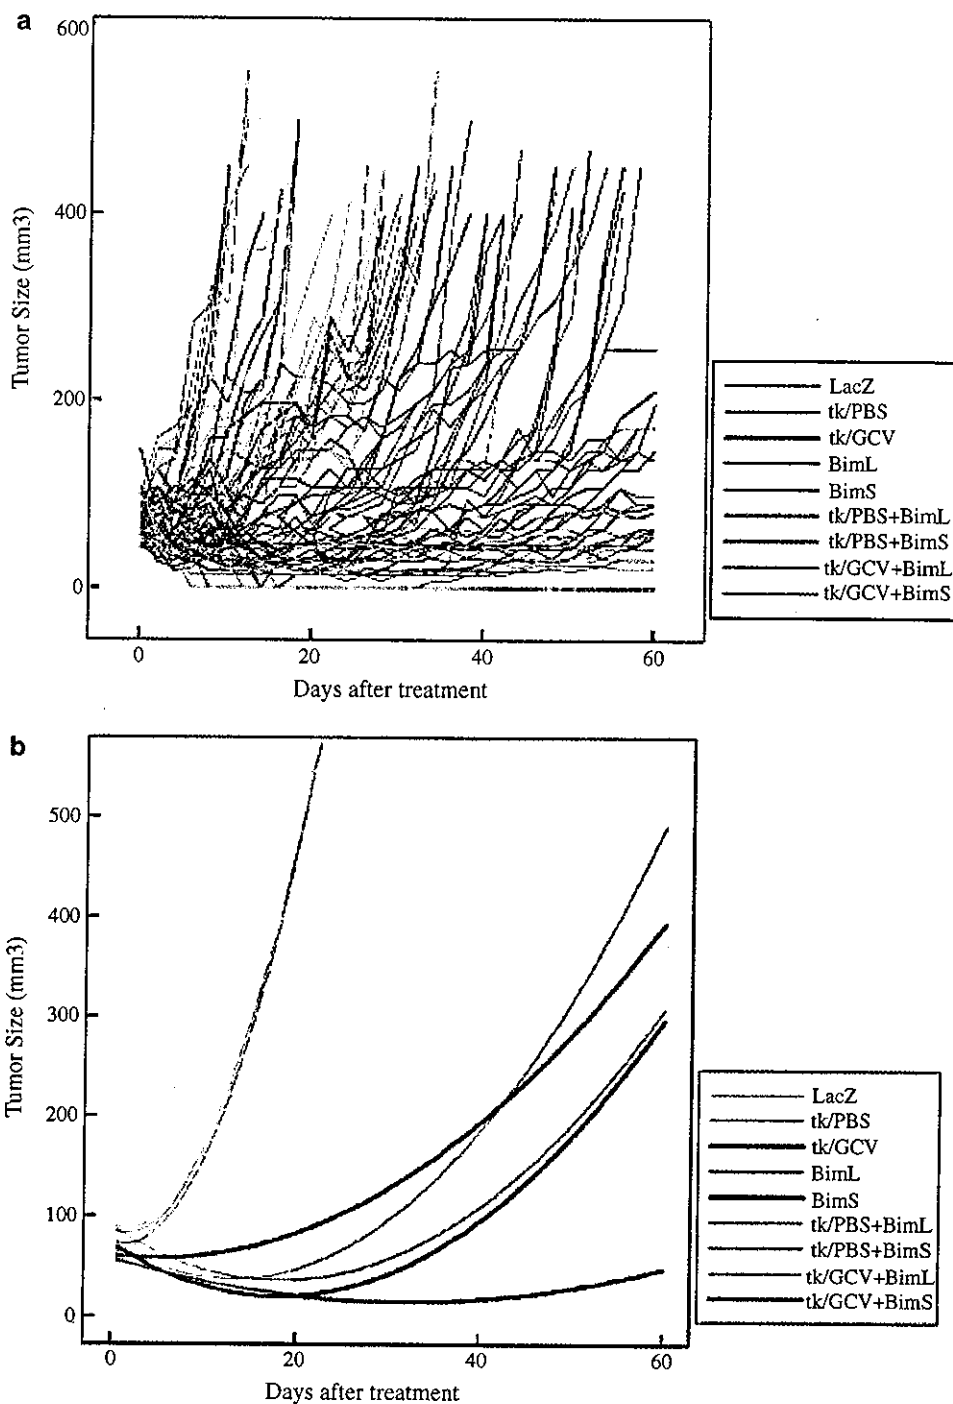 a
600
400
200
0
Tumor Size (mm3)
0
20
40
60
Days after treatment
LacZ
tk/PBS
tk/GCV
BimL
BimS
tk/PBS+BimL
tk/PBS+BimS
tk/GCV+BimL
tk/GCV+BimS
b
500
400
300
200
100
0
Tumor Size (mm3)
0
20
40
60
Days after treatment
LacZ
tk/PBS
tk/GCV
BimL
BimS
tk/PBS+BimL
tk/PBS+BimS
tk/GCV+BimL
tk/GCV+BimS